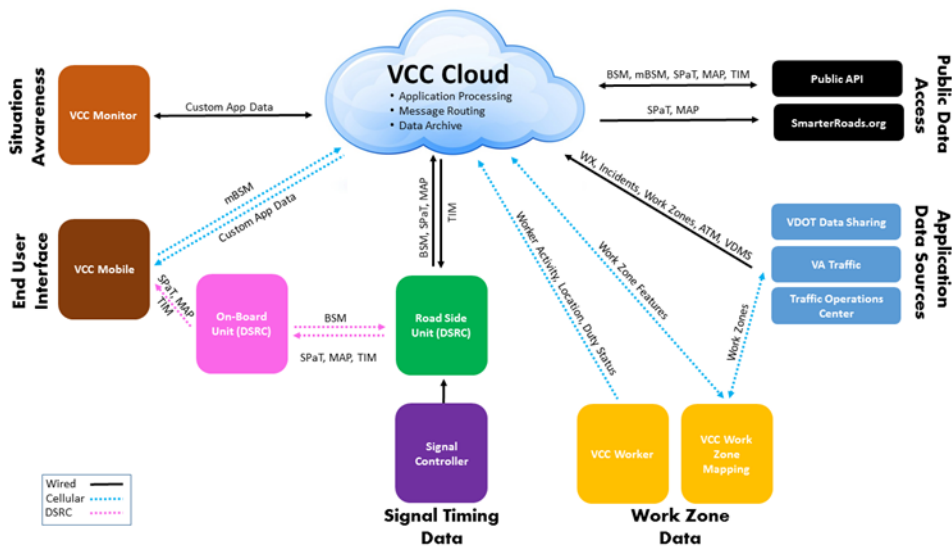 VCC Cloud
• Application Processing
• Message Routing
• Data Archive
Situation
Awareness
VCC Monitor
Custom App Data
BSM, mBSM, SPaT, MAP, TIM
SPaT, MAP
Public API
SmarterRoads.org
Public Data
Access
mBSM
Custom App Data
BSM, SPaT, MAP
TIM
WX, Incidents, Work Zones, ATM, VDMS
Worker Activity, Location, Duty Status
Work Zone Features
Work Zones
VDOT Data Sharing
VA Traffic
Traffic Operations
Center
Application
Data Sources
End User
Interface
VCC Mobile
SPaT, MAP
TIM
On-Board
Unit (DSRC)
BSM
SPaT, MAP, TIM
Road Side
Unit (DSRC)
Signal
Controller
VCC Worker
VCC Work
Zone
Mapping
Wired
Cellular
DSRC
Signal Timing
Data
Work Zone
Data